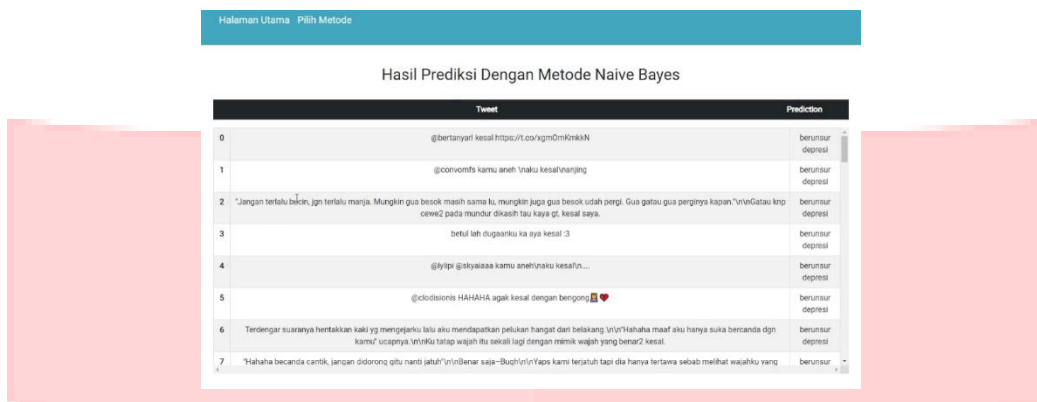 Halaman Utama Pilih Metode
Hasil Prediksi Dengan Metode Naive Bayes
Tweet Prediction
0 @bertanyarl kesal https://t.co/xgmOmKmkkN berunsur
depresi
1 @convomfs kamu aneh \naku kesal\nanjing berunsur
depresi
2 "Jangan terlalu becin, jgn terlalu manja. Mungkin gua besok masih sama lu, mungkin juga gua besok udah pergi. Gua gatau gua perginya kapan."\n\nGatau knp berunsur
cewe2 pada mundur dikasih tau kaya gt, kesal saya. depresi
3 betul lah dugaanku ka aya kesal :3 berunsur
depresi
4 @lylipi @skyaiaaa kamu aneh\naku kesal\n.... berunsur
depresi
5 @clodisionis HAHAHA agak kesal dengan bengong berunsur
depresi
6 Terdengar suaranya hentakkan kaki yg mengejarku lalu aku mendapatkan pelukan hangat dari belakang.\n\n"Hahaha maaf aku hanya suka bercanda dgn berunsur
kamu" ucapnya.\n\nKu tatap wajah itu sekali lagi dengan mimik wajah yang benar2 kesal. depresi
7 "Hahaha becanda cantik, jangan didorong gitu nanti jatuh"\n\nBenar saja–Bugh\n\nYaps kami terjatuh tapi dia hanya tertawa sebab melihat wajahku yang berunsur